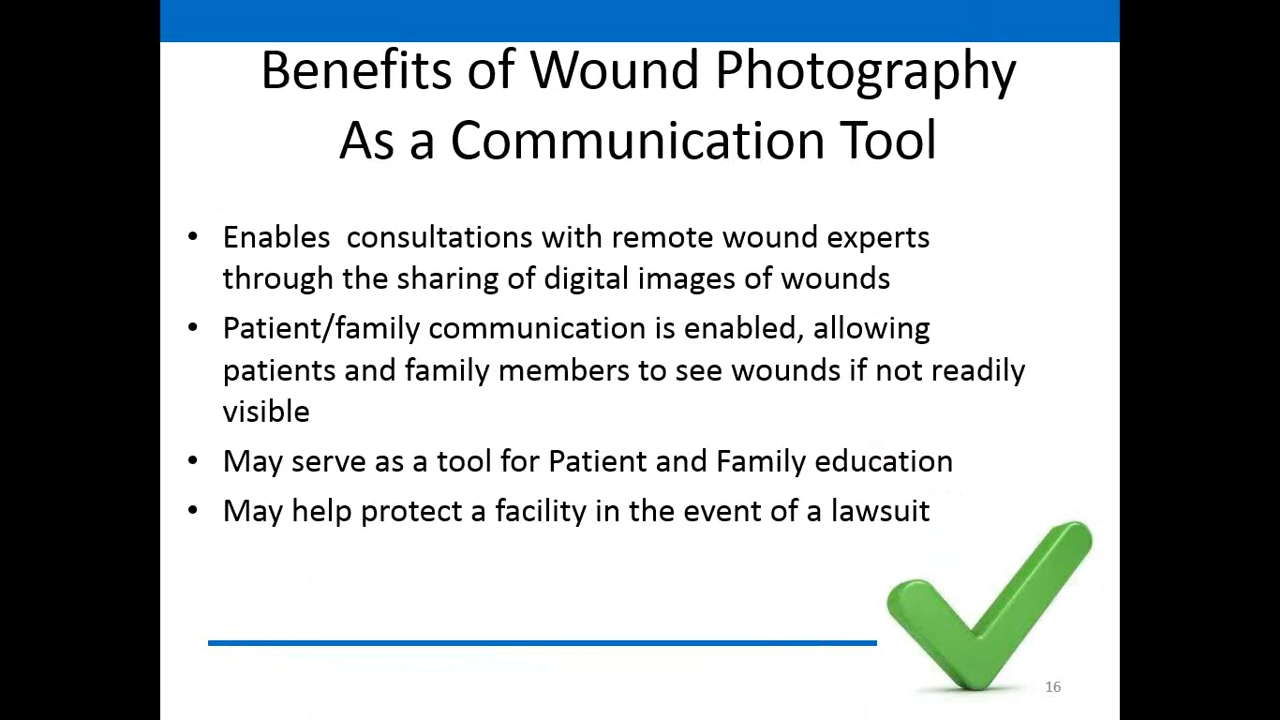 Benefits of Wound Photography
As a Communication Tool
• Enables  consultations with remote wound experts
through the sharing of digital images of wounds
• Patient/family communication is enabled, allowing
patients and family members to see wounds if not readily
visible
• May serve as a tool for Patient and Family education
• May help protect a facility in the event of a lawsuit
16